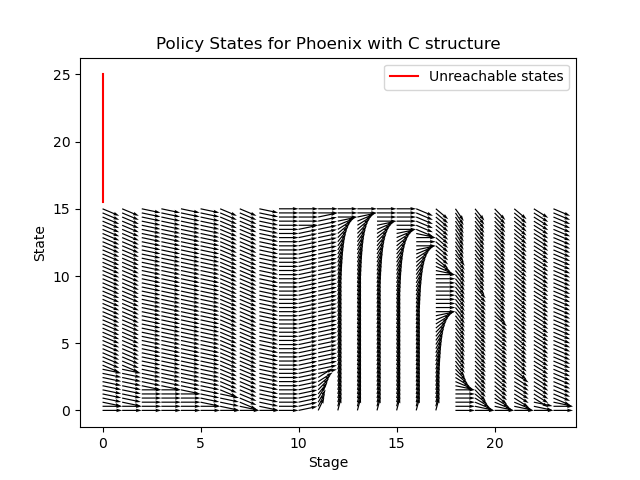 Policy States for Phoenix with C structure
Unreachable states
25
20
15
10
5
0
State
0 5 10 15 20
Stage